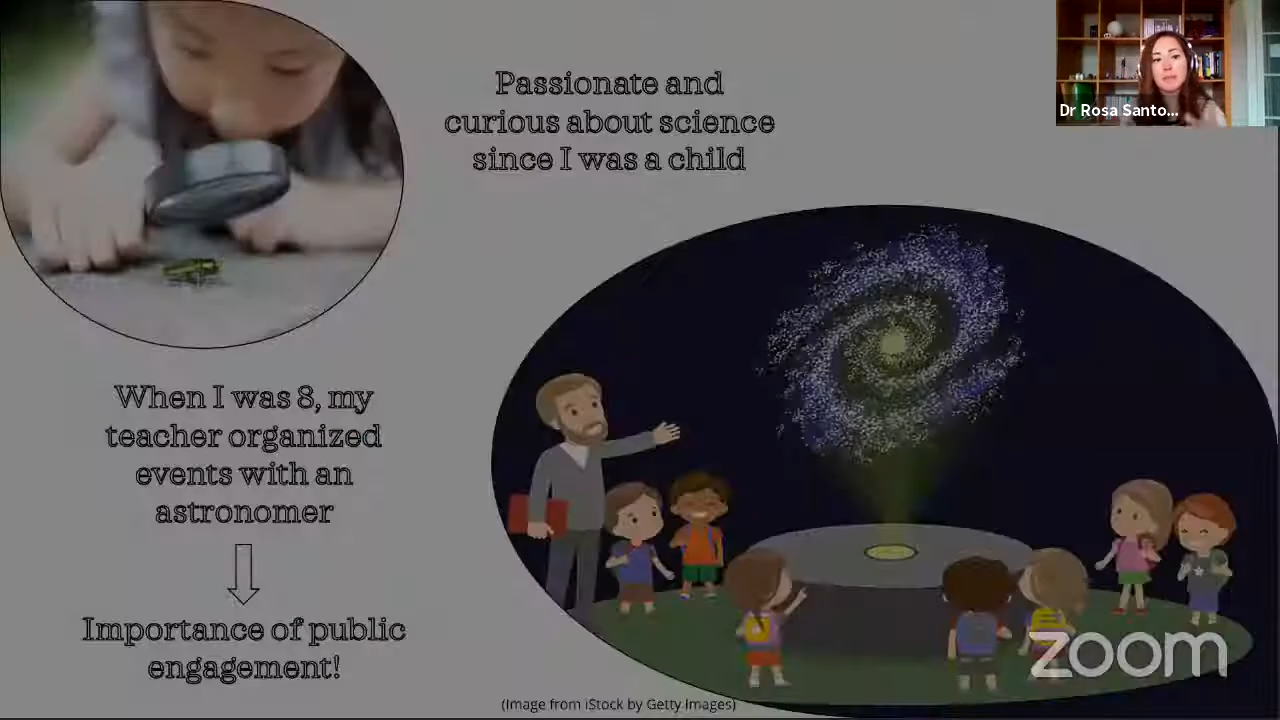 Passionate and
curious about science
since I was a child
Dr Rosa Santo...
When I was 8, my
teacher organized
events with an
astronomer
Importance of public
engagement!
zoom
(Image from iStock by Getty Images)